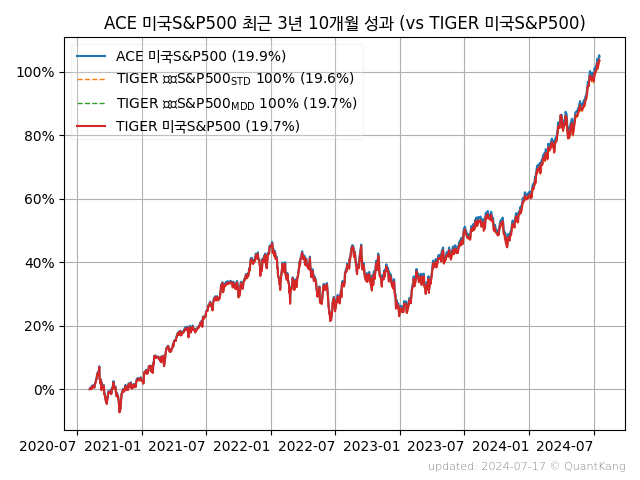 ACE 미국S&P500 최근 3년 10개월 성과 (vs TIGER 미국S&P500)
ACE 미국S&P500 (19.9%)
TIGER S&P500STD 100% (19.6%)
TIGER S&P500MDD 100% (19.7%)
TIGER 미국S&P500 (19.7%)
100%
80%
60%
40%
20%
0%
2020-07 2021-01 2021-07 2022-01 2022-07 2023-01 2023-07 2024-01 2024-07
updated: 2024-07-17 © QuantKang